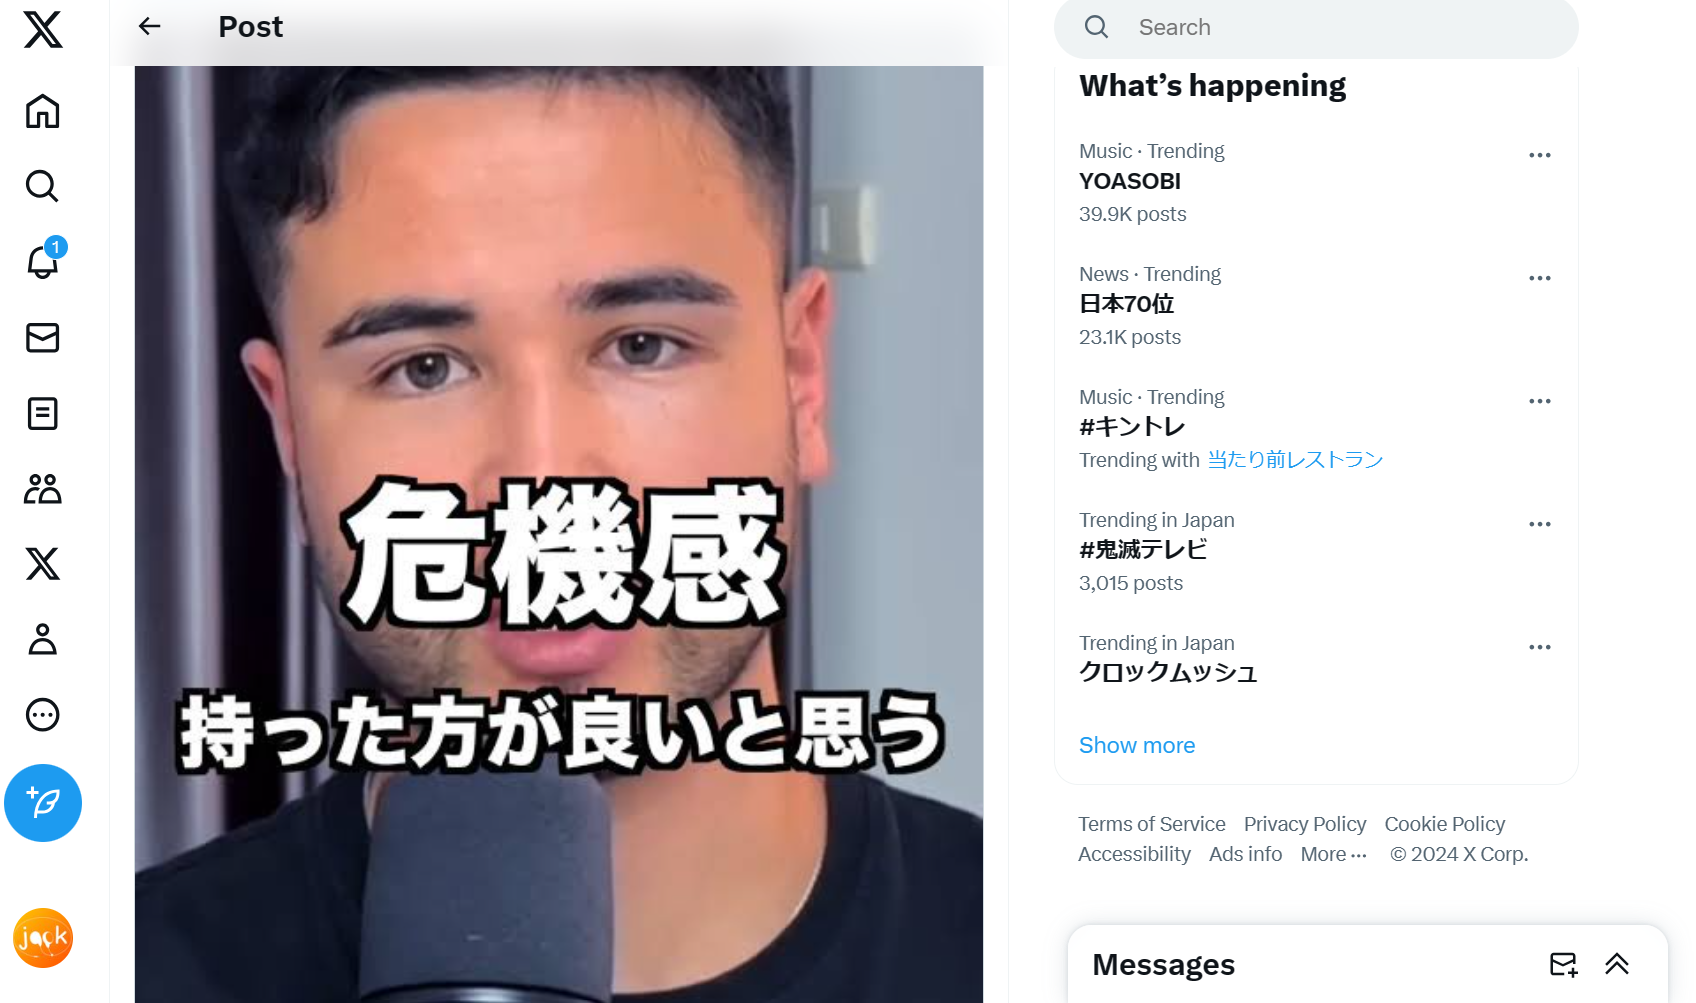 Post
危機感
持った方が良いと思う
1
jack
Search
What’s happening
Music · Trending
YOASOBI
39.9K posts
News · Trending
日本70位
23.1K posts
Music · Trending
#キントレ
Trending with 当たり前レストラン
Trending in Japan
#鬼滅テレビ
3,015 posts
Trending in Japan
クロックムッシュ
Show more
Terms of Service Privacy Policy Cookie Policy
Accessibility Ads info More ··· © 2024 X Corp.
Messages